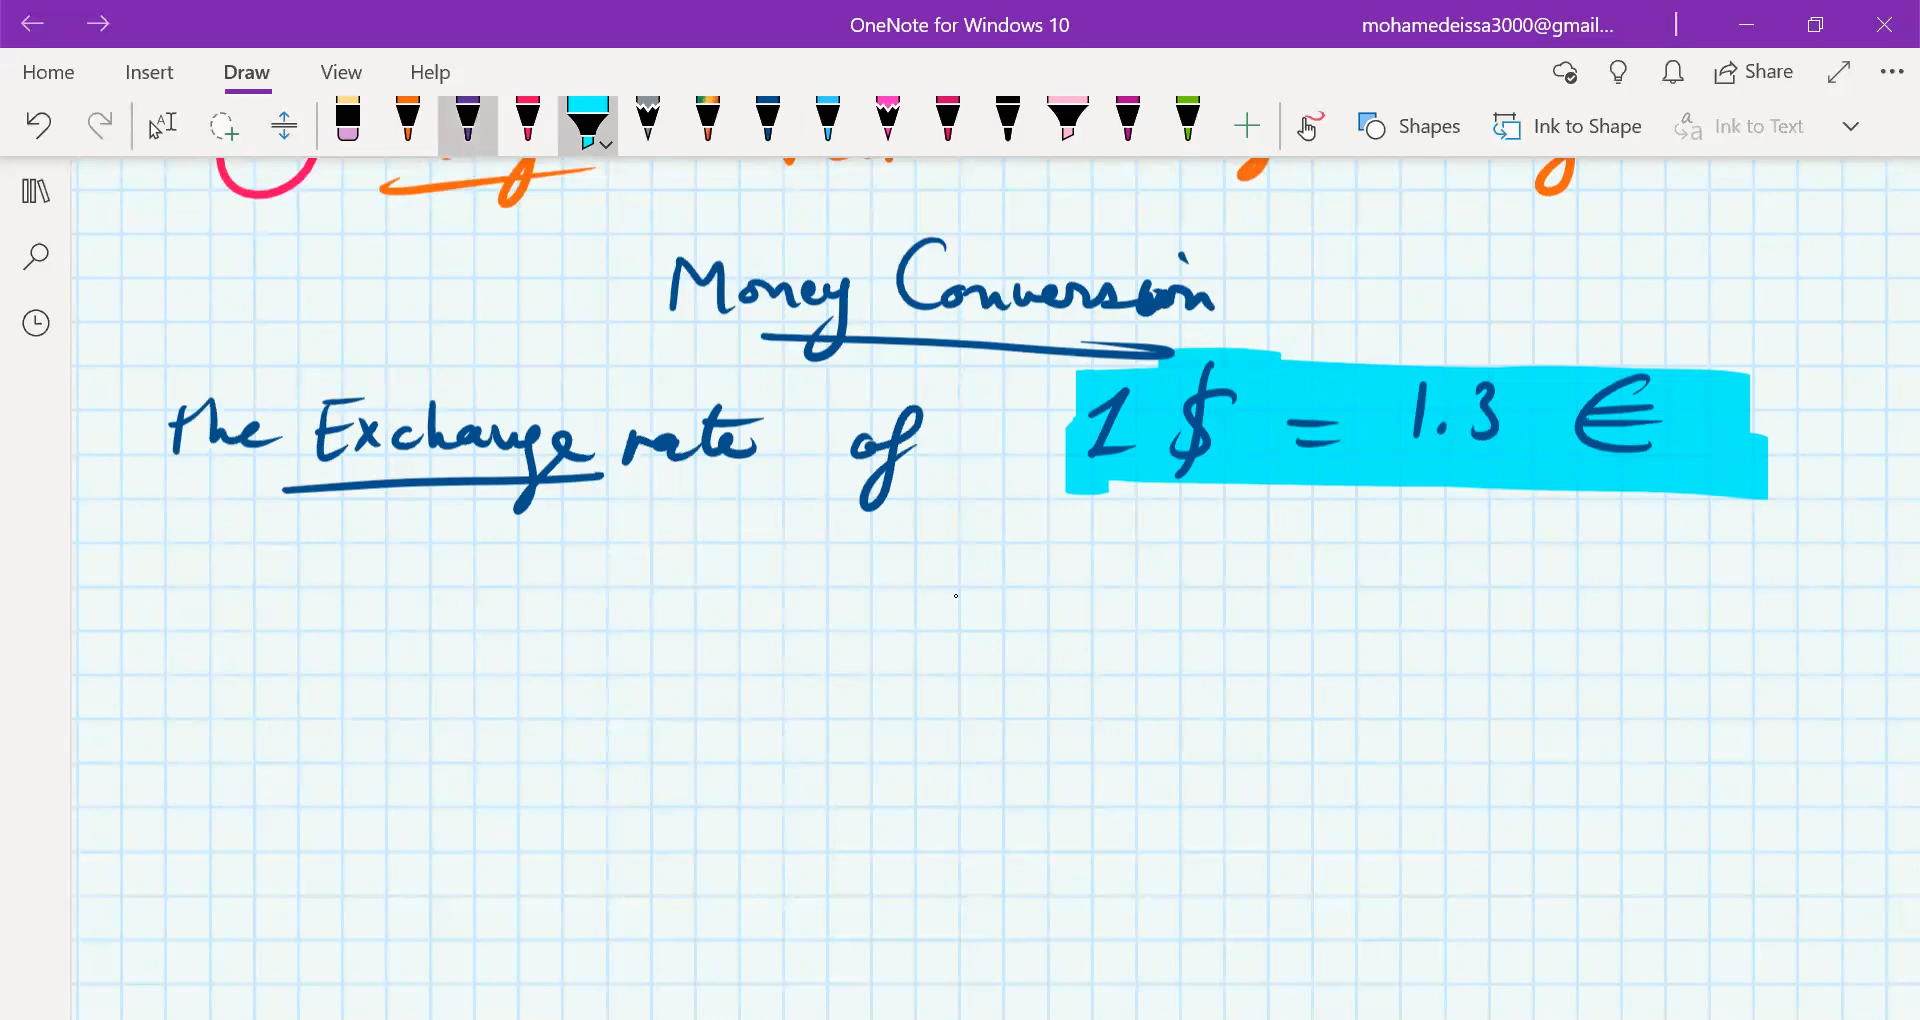 OneNote for Windows 10
mohamedeissa3000@gmail...
Home Insert Draw View Help
Share
Shapes Ink to Shape Ink to Text
Money Conversion
the Exchange rate of 1 $ = 1.3 €